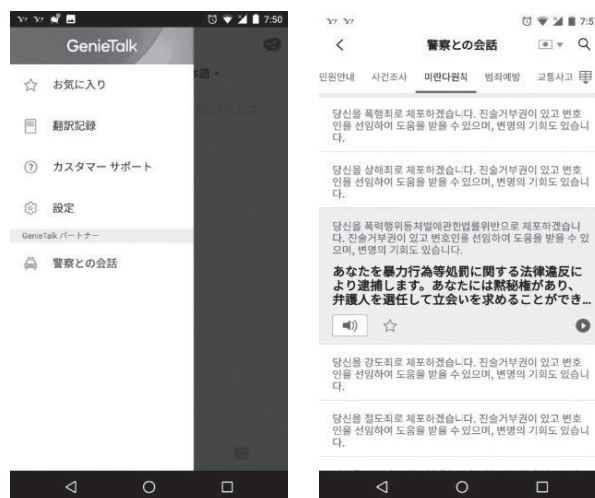 7:50
GenieTalk
お気に入り
翻訳記録
カスタマー サポート
設定
GenieTalk パートナー
警察との会話
7:5
警察との会話
민원안내 사건조사 미란다원칙 범죄예방 교통사고
당신을 폭행죄로 체포하겠습니다. 진술거부권이 있고 변호
인을 선임하여 도움을 받을 수 있으며, 변명의 기회도 있습니
다.
당신을 상해죄로 체포하겠습니다. 진술거부권이 있고 변호
인을 선임하여 도움을 받을 수 있으며, 변명의 기회도 있습니
다.
당신을 폭력행위등처벌에관한법률위반으로 체포하겠습니
다. 진술거부권이 있고 변호인을 선임하여 도움을 받을 수 있
으며, 변명의 기회도 있습니다.
あなたを暴力行為等処罰に関する法律違反に
より逮捕します。あなたには黙秘権があり、
弁護人を選任して立会いを求めることができ...
당신을 강도죄로 체포하겠습니다. 진술거부권이 있고 변호
인을 선임하여 도움을 받을 수 있으며, 변명의 기회도 있습니
다.
당신을 절도죄로 체포하겠습니다. 진술거부권이 있고 변호
인을 선임하여 도움을 받을 수 있으며, 변명의 기회도 있습니
다.